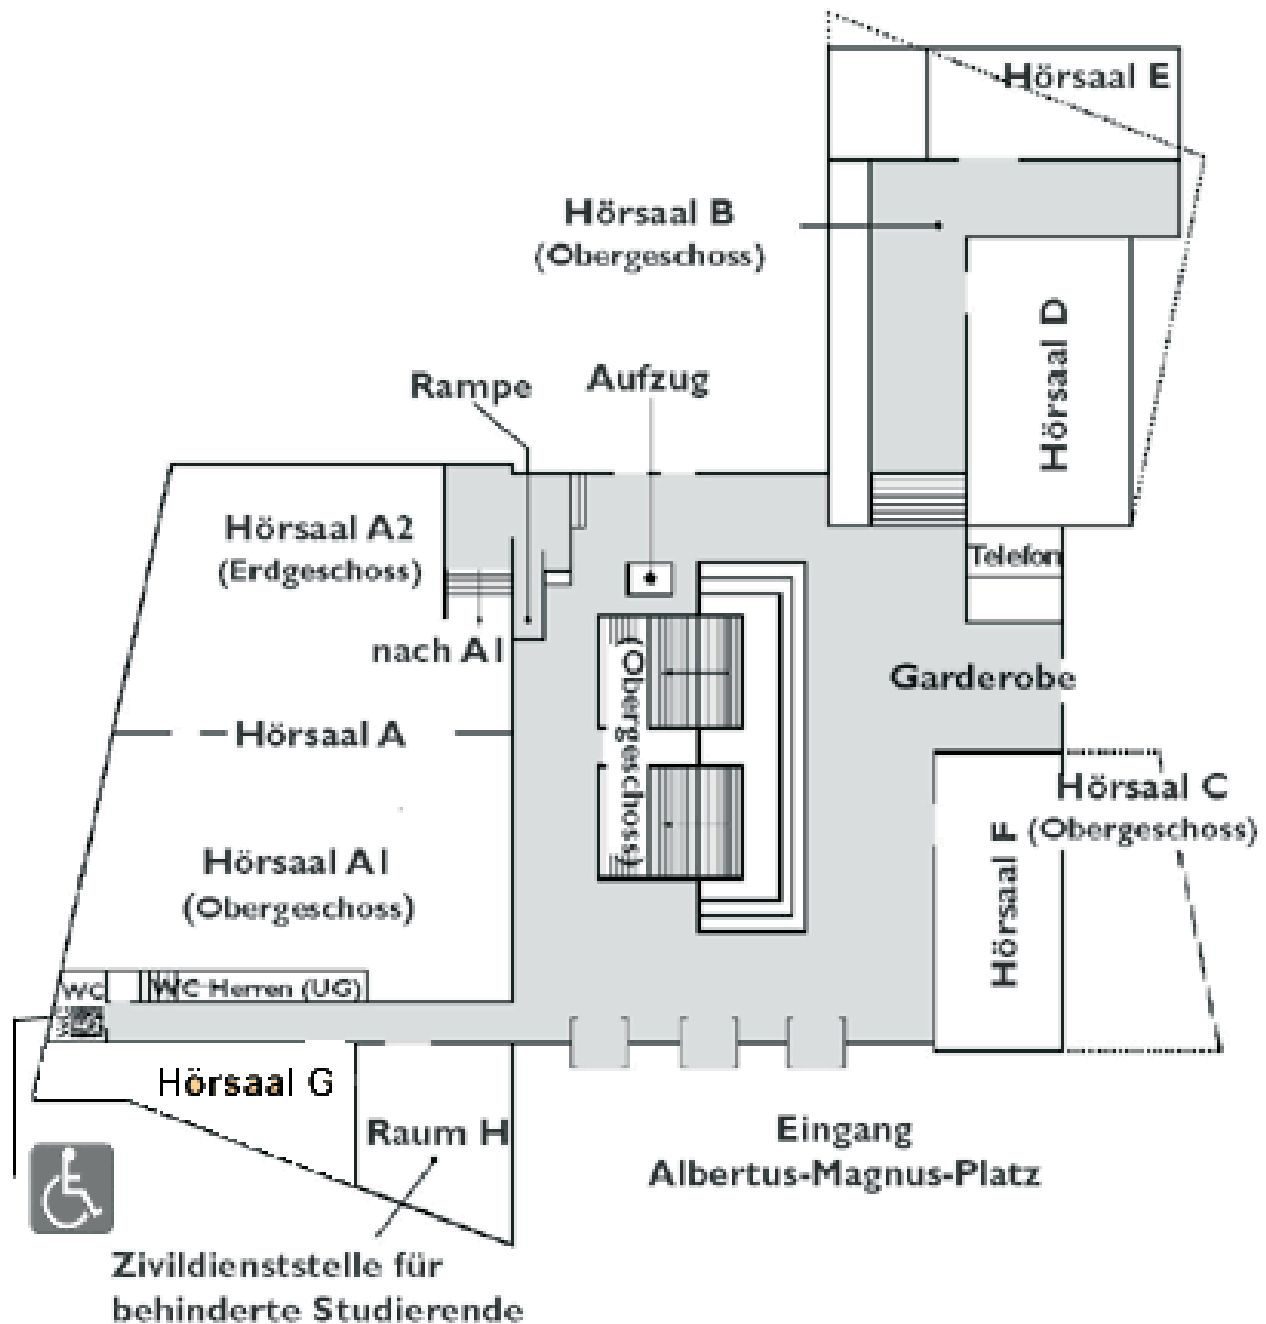 Hörsaal E
Hörsaal B
(Obergeschoss)
Hörsaal D
Rampe
Aufzug
Hörsaal A2
(Erdgeschoss)
Telefon
nach A1
(Obergeschoss)
Garderobe
Hörsaal A
Hörsaal C
(Obergeschoss)
Hörsaal F
Hörsaal A1
(Obergeschoss)
WC
WC Herren (UG)
WC
Hörsaal G
Raum H
Eingang
Albertus-Magnus-Platz
Zivildienststelle für
behinderte Studierende